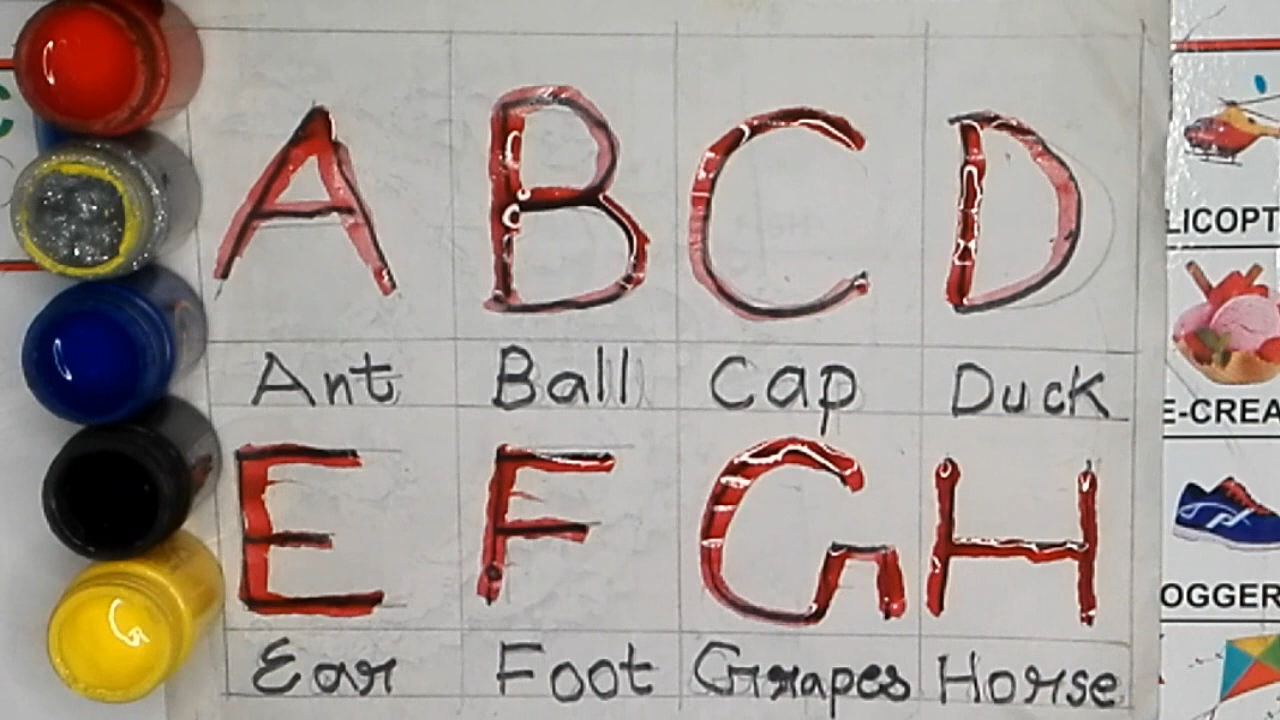 A B C D
Ant Ball Cap Duck
E F G H
Ear Foot Grapes Horse
LICOPT
E-CREA
OGGER